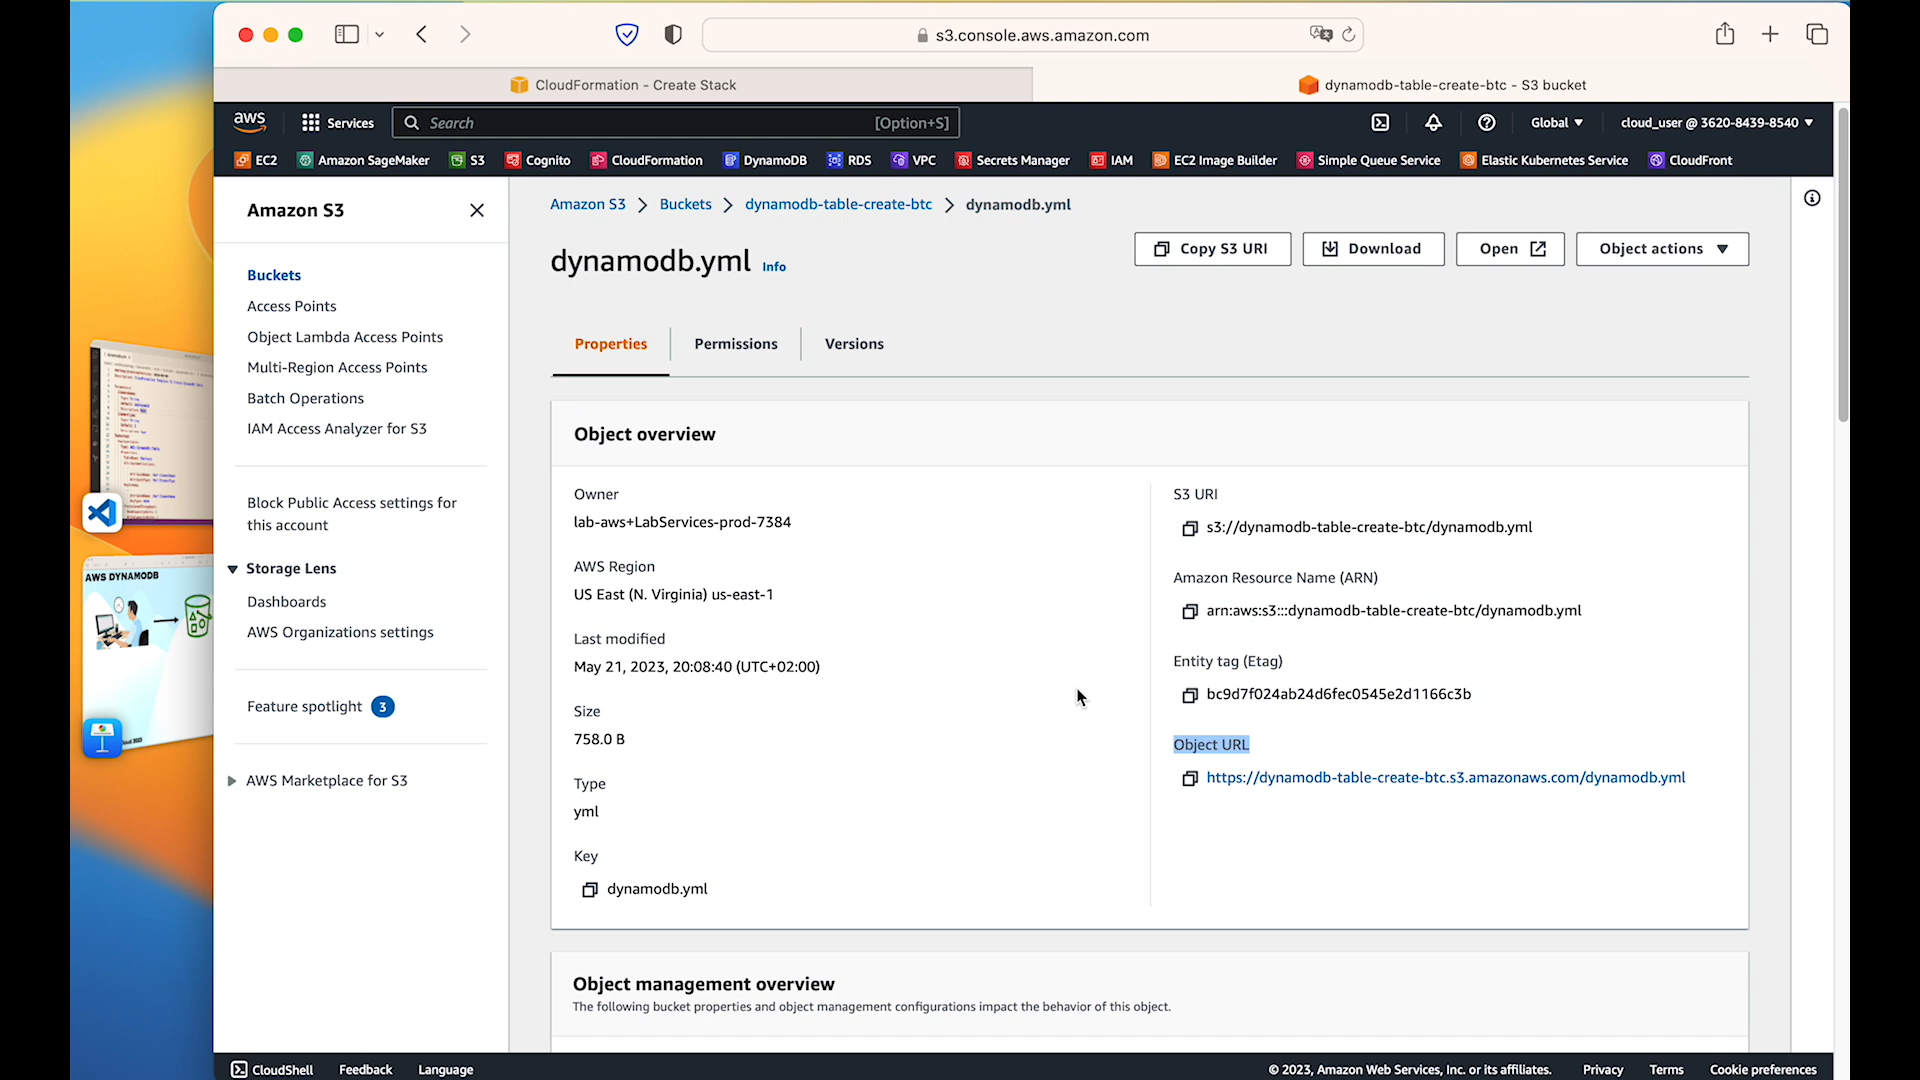 s3.console.aws.amazon.com
CloudFormation - Create Stack
dynamodb-table-create-btc - S3 bucket
aws
Services
Search
[Option+S]
Global
cloud_user @ 3620-8439-8540
EC2
Amazon SageMaker
S3
Cognito
CloudFormation
DynamoDB
RDS
VPC
Secrets Manager
IAM
EC2 Image Builder
Simple Queue Service
Elastic Kubernetes Service
CloudFront
Amazon S3
Buckets
Access Points
Object Lambda Access Points
Multi-Region Access Points
Batch Operations
IAM Access Analyzer for S3
Block Public Access settings for
this account
Storage Lens
Dashboards
AWS Organizations settings
Feature spotlight 3
AWS Marketplace for S3
Amazon S3
Buckets
dynamodb-table-create-btc
dynamodb.yml
dynamodb.yml Info
Copy S3 URI
Download
Open
Object actions
Properties
Permissions
Versions
Object overview
Owner
lab-aws+LabServices-prod-7384
AWS Region
US East (N. Virginia) us-east-1
Last modified
May 21, 2023, 20:08:40 (UTC+02:00)
Size
758.0 B
Type
yml
Key
dynamodb.yml
S3 URI
s3://dynamodb-table-create-btc/dynamodb.yml
Amazon Resource Name (ARN)
arn:aws:s3:::dynamodb-table-create-btc/dynamodb.yml
Entity tag (Etag)
bc9d7f024ab24d6fec0545e2d1166c3b
Object URL
https://dynamodb-table-create-btc.s3.amazonaws.com/dynamodb.yml
Object management overview
The following bucket properties and object management configurations impact the behavior of this object.
AWS DYNAMODB
CloudShell
Feedback
Language
© 2023, Amazon Web Services, Inc. or its affiliates.
Privacy
Terms
Cookie preferences